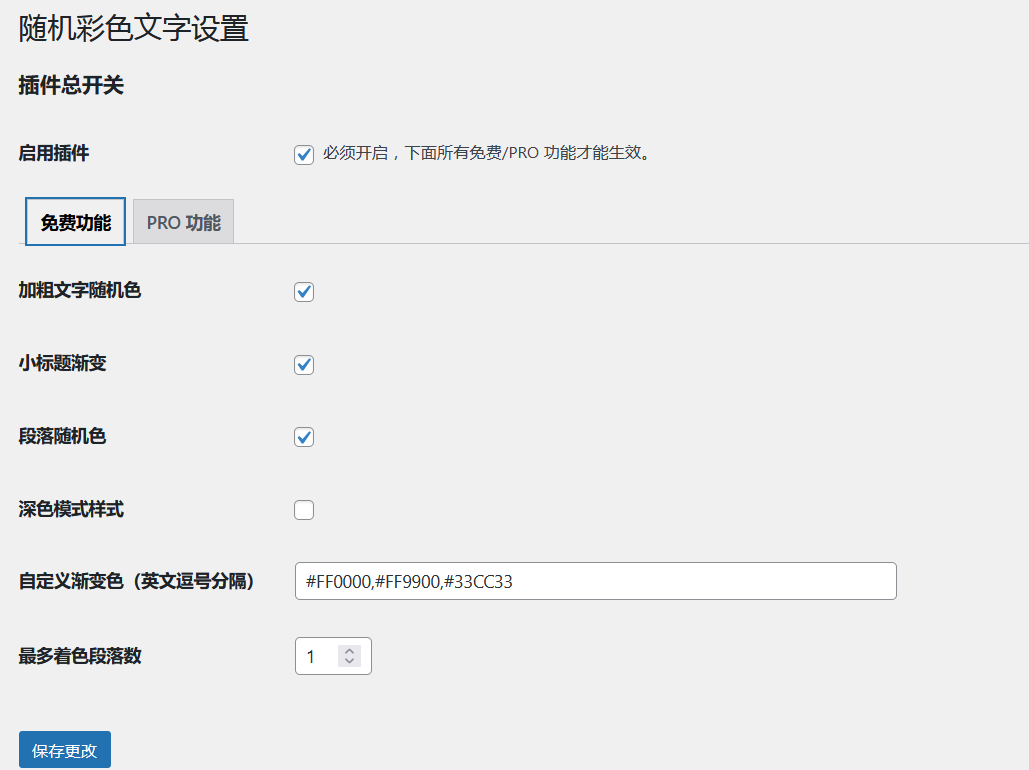 随机彩色文字设置
插件总开关
启用插件 必须开启，下面所有免费/PRO 功能才能生效。
免费功能 PRO 功能
加粗文字随机色
小标题渐变
段落随机色
深色模式样式
自定义渐变色（英文逗号分隔） #FF0000,#FF9900,#33CC33
最多着色段落数 1
保存更改